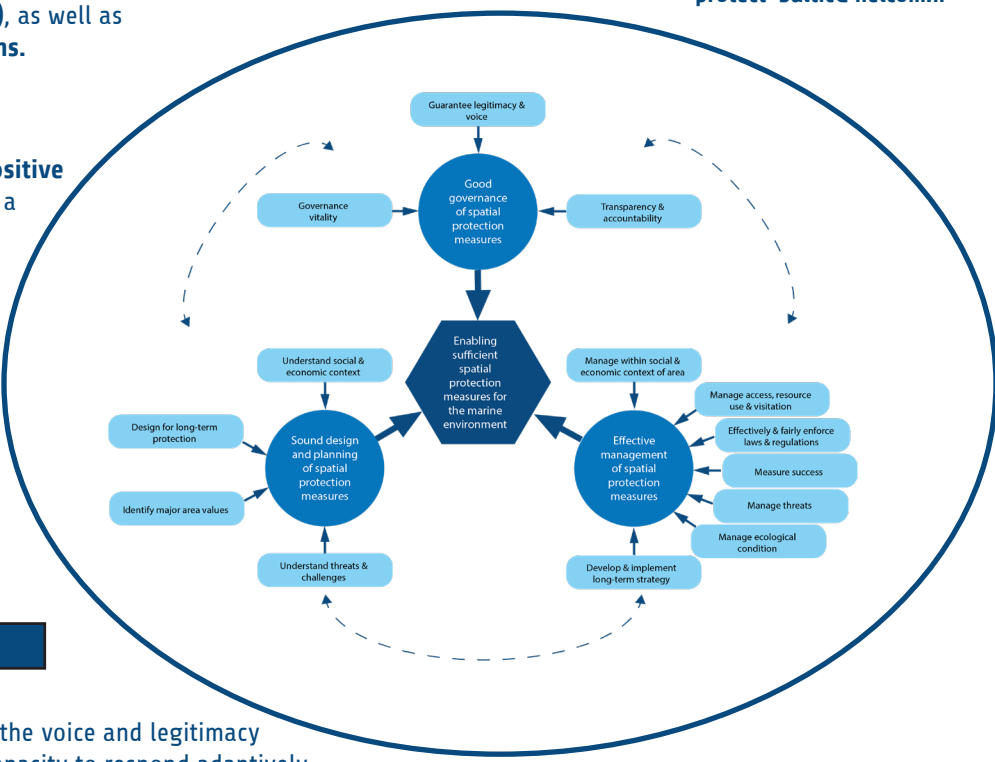 ), as well as
ns.
ositive
a
Guarantee legitimacy &
voice
Good
governance
of spatial
protection
measures
Governance
vitality
Transparency &
accountability
Enabling
sufficient
spatial
protection
measures for
the marine
environment
Understand social &
economic context
Design for long-term
protection
Identify major area values
Sound design
and planning
of spatial
protection
measures
Understand threats &
challenges
Manage within social &
economic context of area
Manage access, resource
use & visitation
Effectively & fairly enforce
laws & regulations
Measure success
Manage threats
Manage ecological
condition
Effective
management
of spatial
protection
measures
Develop & implement
long-term strategy
the voice and legitimacy